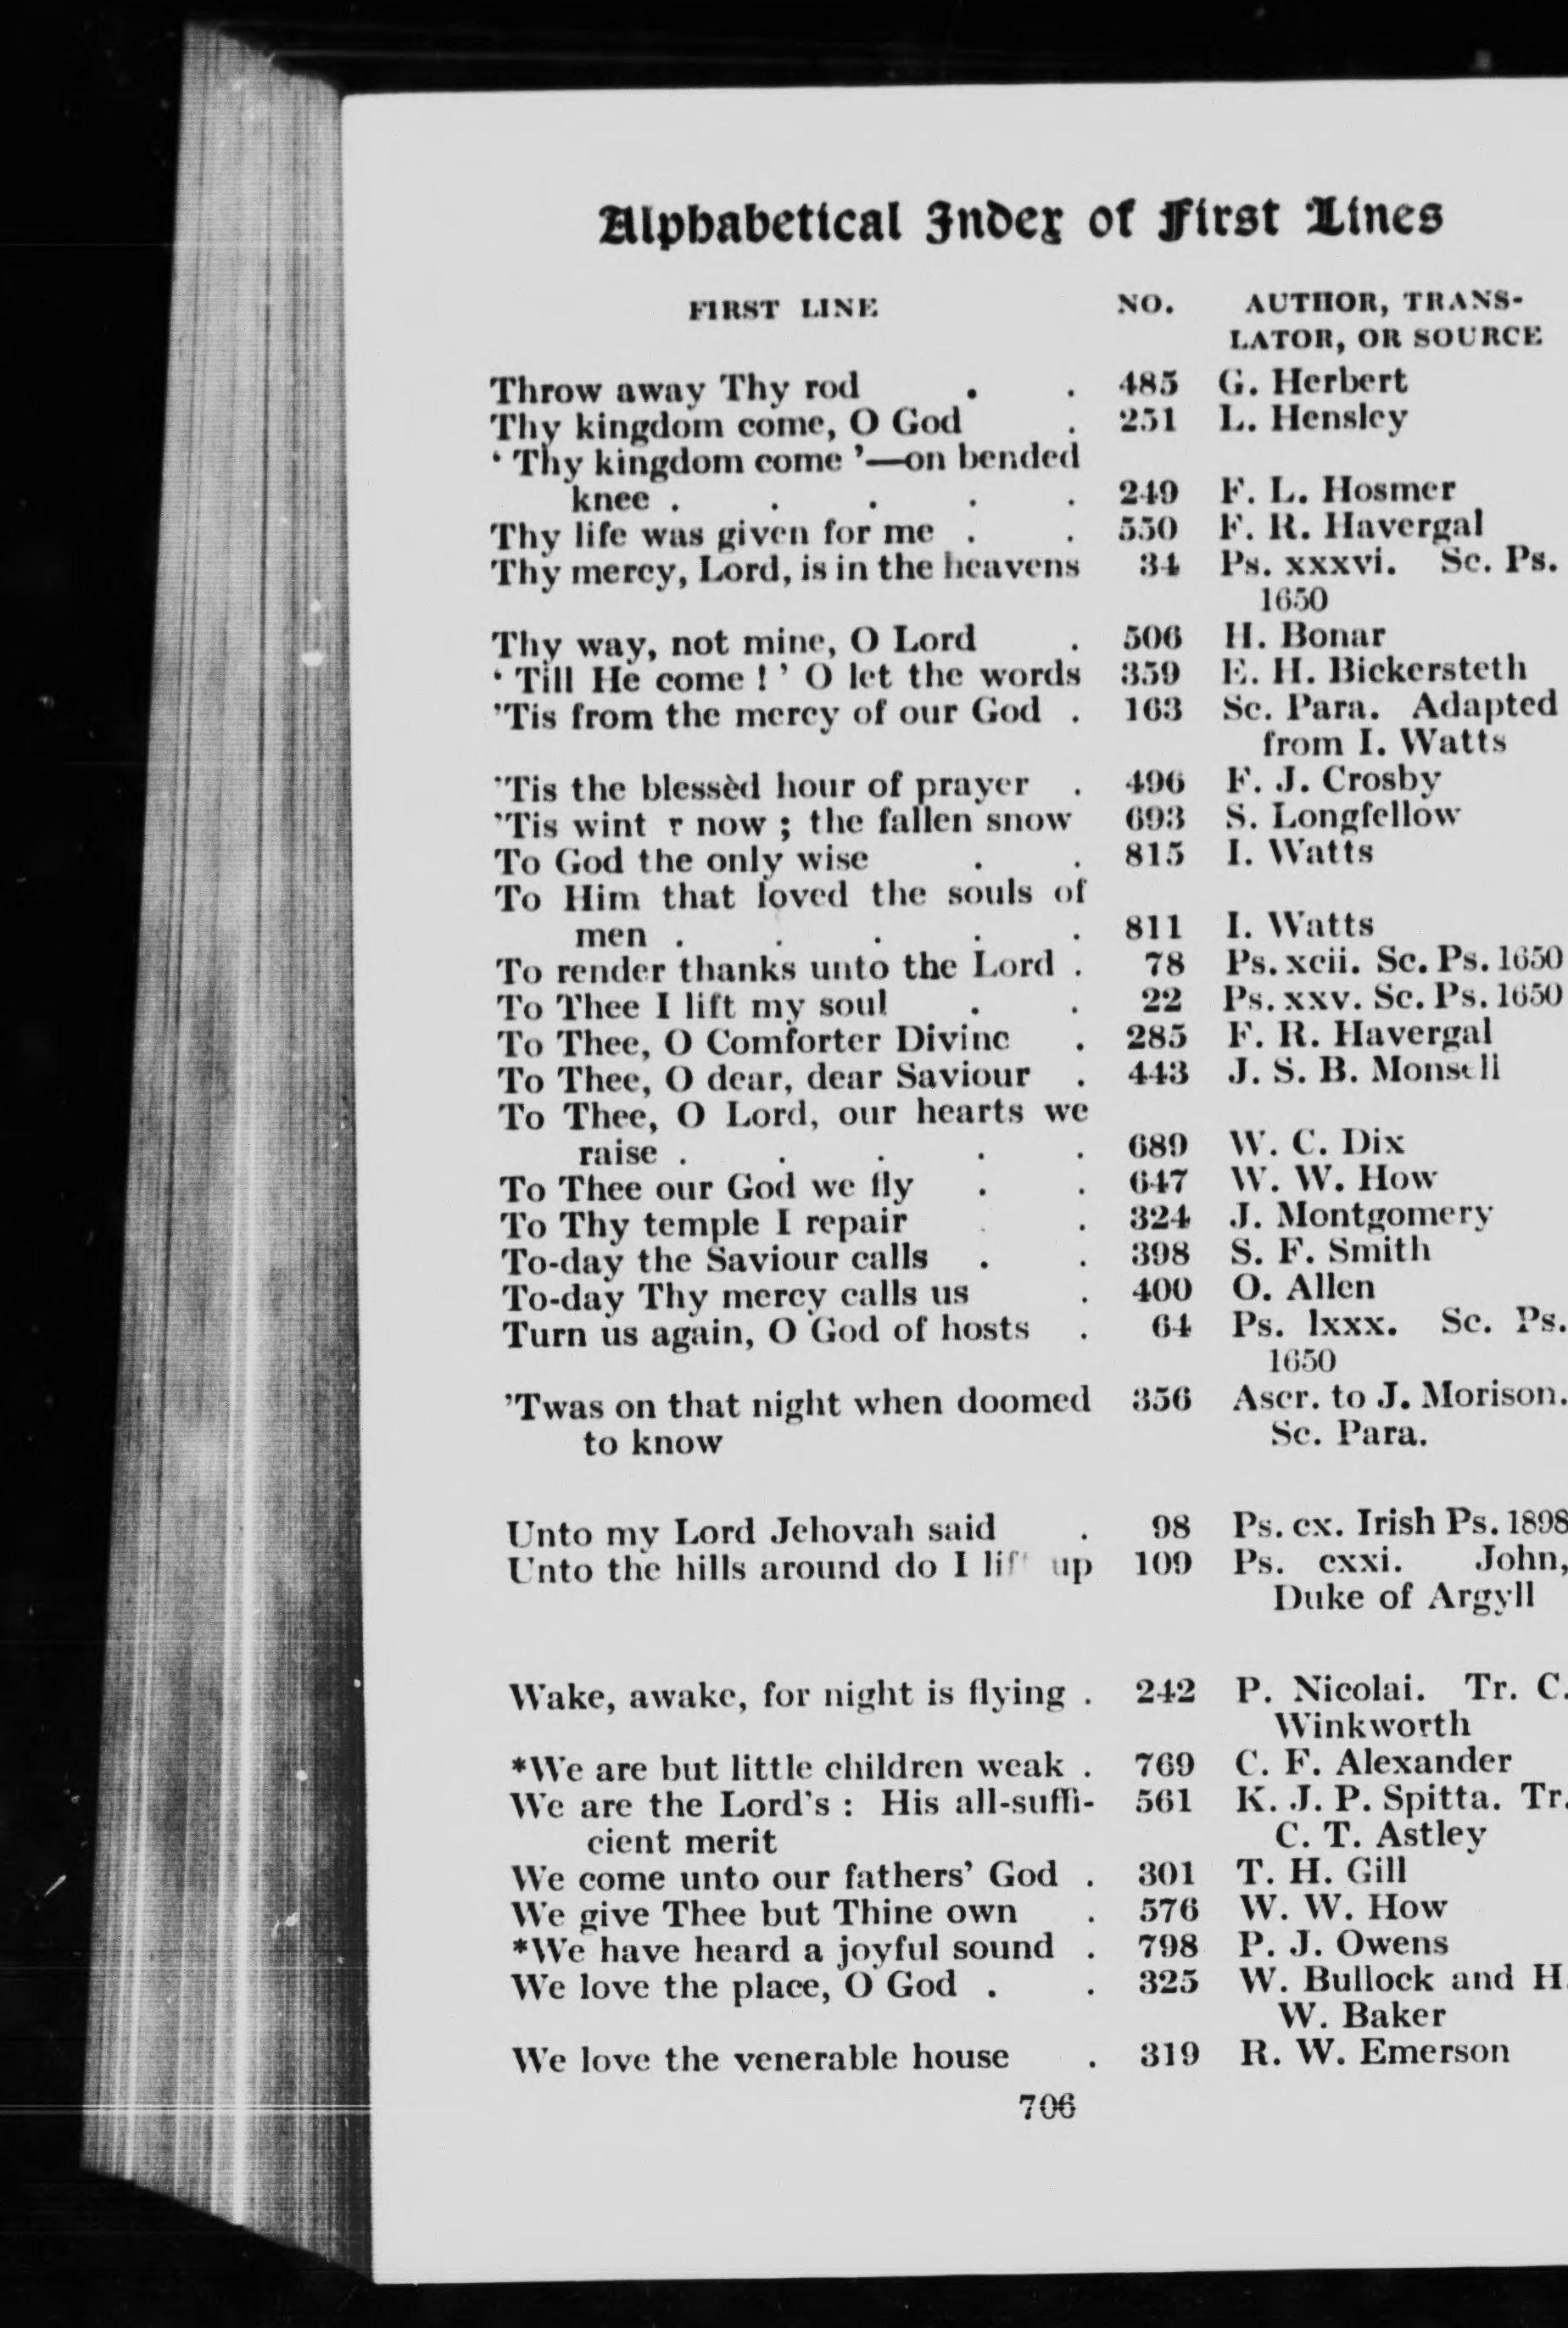 Alphabetical Index of First Lines
FIRST LINE NO. AUTHOR, TRANS-
LATOR, OR SOURCE
Throw away Thy rod . . 485 G. Herbert
Thy kingdom come, O God . 251 L. Hensley
‘ Thy kingdom come ’—on bended
knee . . . . . 249 F. L. Hosmer
Thy life was given for me . . 550 F. R. Havergal
Thy mercy, Lord, is in the heavens 34 Ps. xxxvi. Sc. Ps.
1650
Thy way, not mine, O Lord . 506 H. Bonar
‘ Till He come ! ’ O let the words 359 E. H. Bickersteth
’Tis from the mercy of our God . 163 Sc. Para. Adapted
from I. Watts
’Tis the blessèd hour of prayer . 496 F. J. Crosby
’Tis wint r now ; the fallen snow 693 S. Longfellow
To God the only wise . . 815 I. Watts
To Him that loved the souls of
men . . . . . 811 I. Watts
To render thanks unto the Lord . 78 Ps. xcii. Sc. Ps. 1650
To Thee I lift my soul . . 22 Ps. xxv. Sc. Ps. 1650
To Thee, O Comforter Divine . 285 F. R. Havergal
To Thee, O dear, dear Saviour . 443 J. S. B. Monsell
To Thee, O Lord, our hearts we
raise . . . . . 689 W. C. Dix
To Thee our God we fly . . 647 W. W. How
To Thy temple I repair . . 324 J. Montgomery
To-day the Saviour calls . . 398 S. F. Smith
To-day Thy mercy calls us . 400 O. Allen
Turn us again, O God of hosts . 64 Ps. lxxx. Sc. Ps.
1650
’Twas on that night when doomed 356 Ascr. to J. Morison.
to know Sc. Para.
Unto my Lord Jehovah said . 98 Ps. cx. Irish Ps. 1898
Unto the hills around do I lift up 109 Ps. cxxi. John,
Duke of Argyll
Wake, awake, for night is flying . 242 P. Nicolai. Tr. C.
Winkworth
*We are but little children weak . 769 C. F. Alexander
We are the Lord’s : His all-suffi- 561 K. J. P. Spitta. Tr.
cient merit C. T. Astley
We come unto our fathers’ God . 301 T. H. Gill
We give Thee but Thine own . 576 W. W. How
*We have heard a joyful sound . 798 P. J. Owens
We love the place, O God . . 325 W. Bullock and H.
W. Baker
We love the venerable house . 319 R. W. Emerson
706